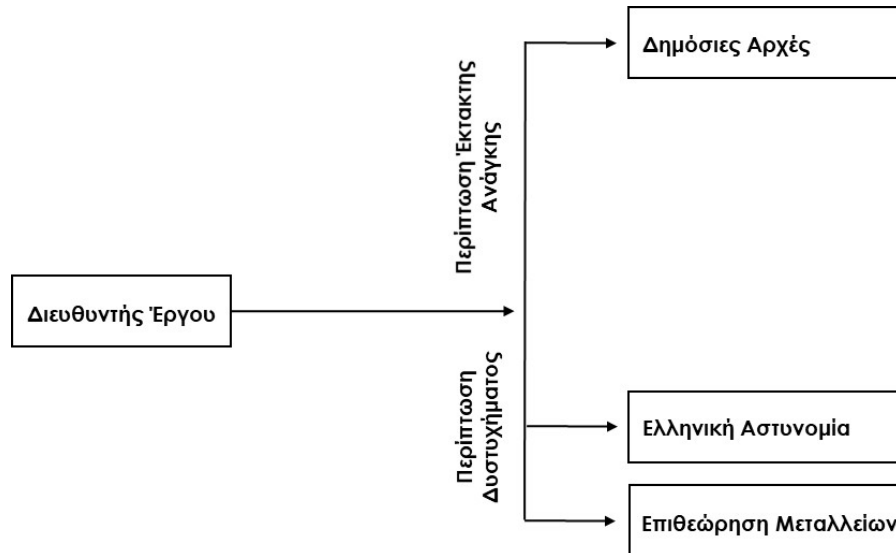 Δημόσιες Αρχές
Περίπτωση Έκτακτης
Ανάγκης
Διευθυντής Έργου
Περίπτωση
Δυστυχήματος
Ελληνική Αστυνομία
Επιθεώρηση Μεταλλείων